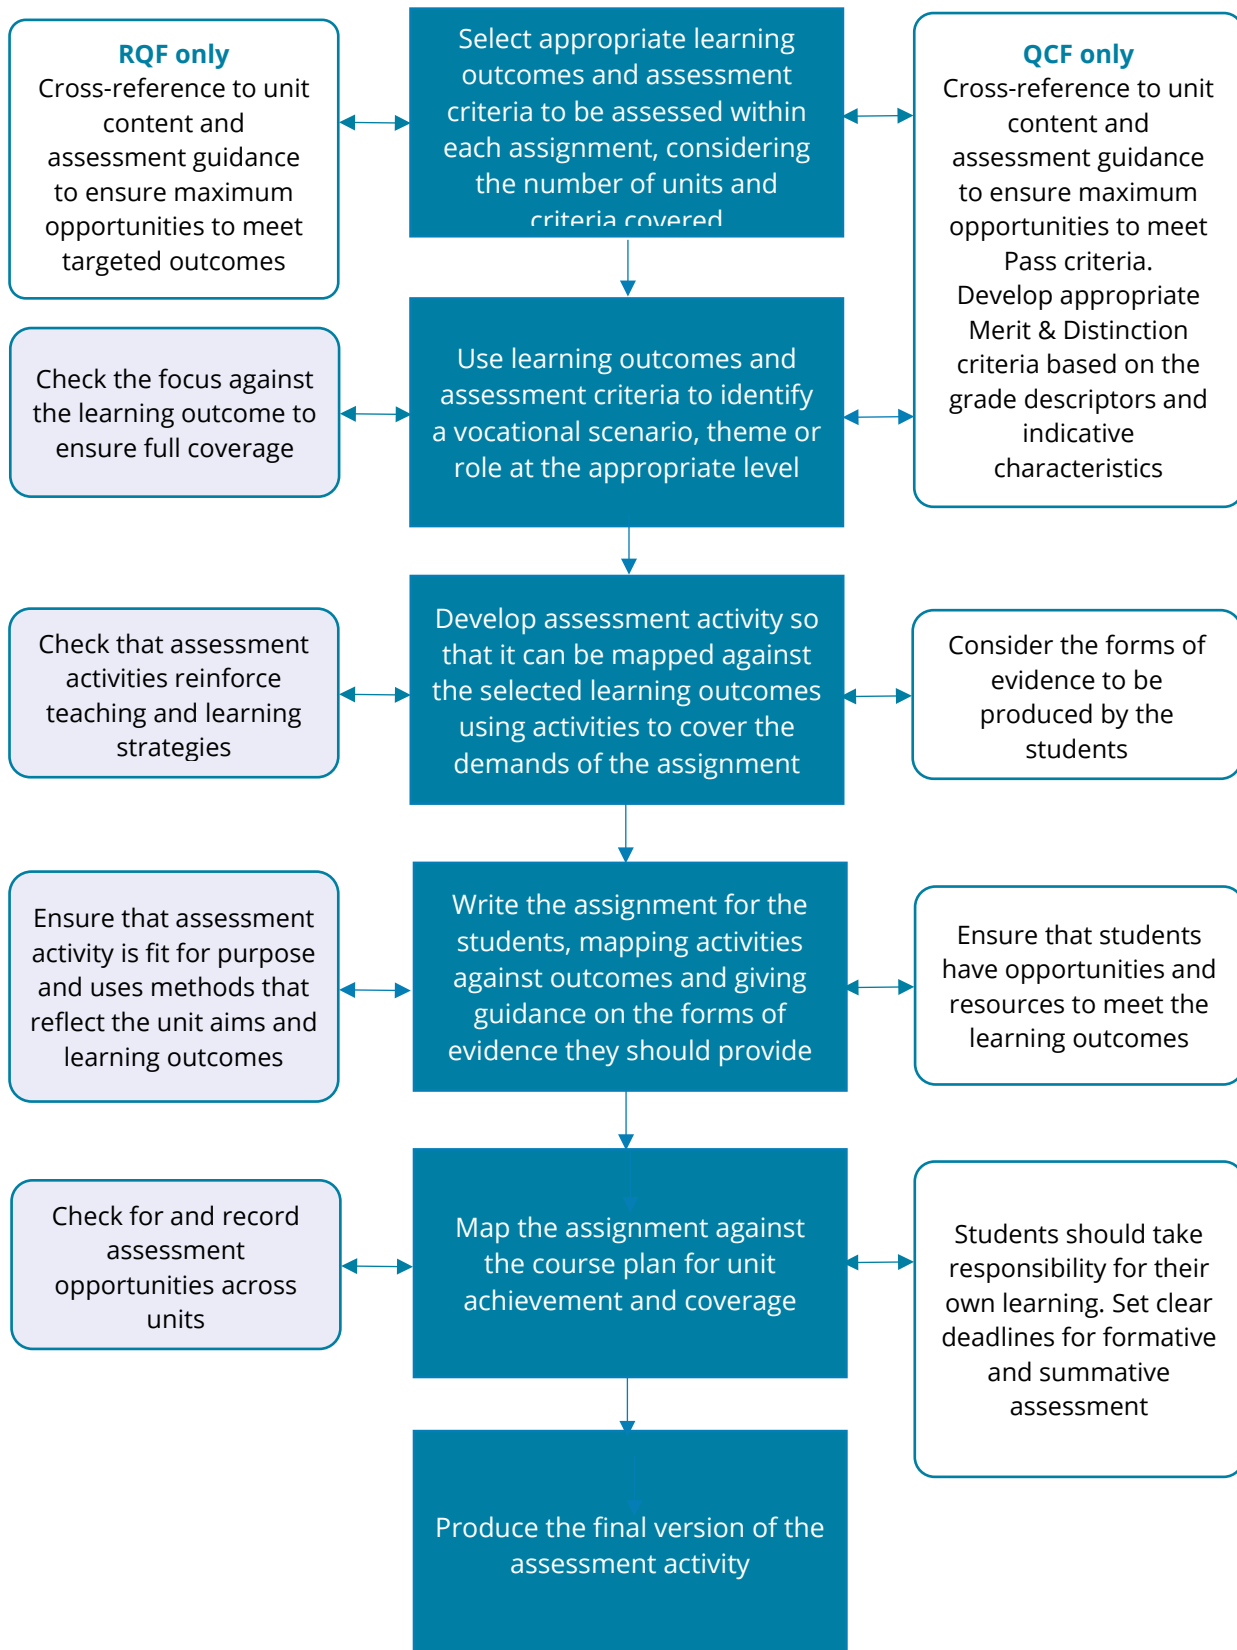 RQF only
Cross-reference to unit
content and
assessment guidance
to ensure maximum
opportunities to meet
targeted outcomes
Select appropriate learning
outcomes and assessment
criteria to be assessed within
each assignment, considering
the number of units and
criteria covered
QCF only
Cross-reference to unit
content and
assessment guidance
to ensure maximum
opportunities to meet
Pass criteria.
Develop appropriate
Merit & Distinction
criteria based on the
grade descriptors and
indicative
characteristics
Check the focus against
the learning outcome to
ensure full coverage
Use learning outcomes and
assessment criteria to identify
a vocational scenario, theme or
role at the appropriate level
Check that assessment
activities reinforce
teaching and learning
strategies
Develop assessment activity so
that it can be mapped against
the selected learning outcomes
using activities to cover the
demands of the assignment
Consider the forms of
evidence to be
produced by the
students
Ensure that assessment
activity is fit for purpose
and uses methods that
reflect the unit aims and
learning outcomes
Write the assignment for the
students, mapping activities
against outcomes and giving
guidance on the forms of
evidence they should provide
Ensure that students
have opportunities and
resources to meet the
learning outcomes
Check for and record
assessment
opportunities across
units
Map the assignment against
the course plan for unit
achievement and coverage
Students should take
responsibility for their
own learning. Set clear
deadlines for formative
and summative
assessment
Produce the final version of the
assessment activity